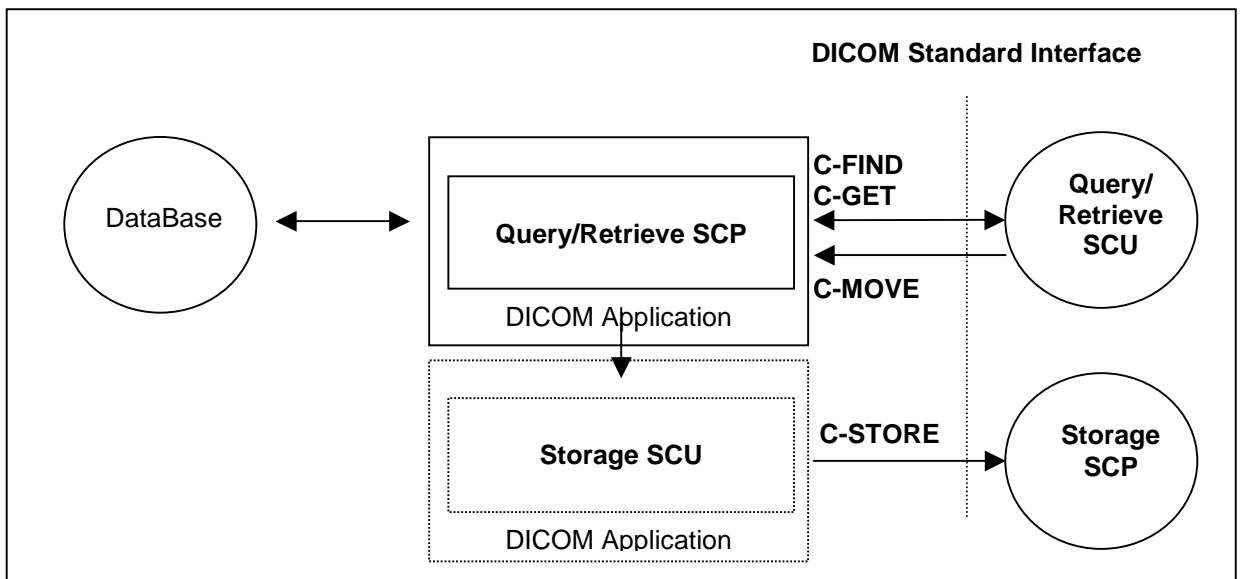 DICOM Standard Interface
DataBase
Query/Retrieve SCP
DICOM Application
C-FIND
C-GET
C-MOVE
Query/
Retrieve
SCU
Storage SCU
DICOM Application
C-STORE
Storage
SCP